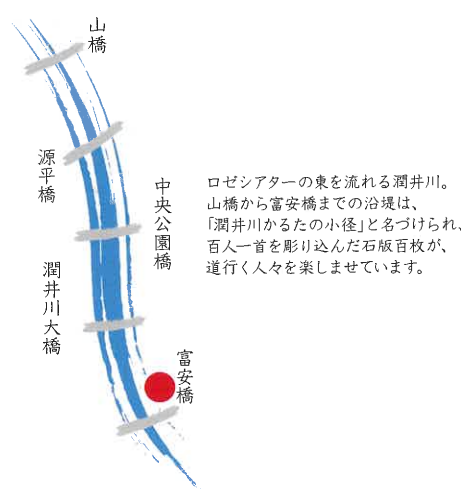 山橋
源平橋
中央公園橋
潤井川大橋
富安橋
ロゼシアターの東を流れる潤井川。
山橋から富安橋までの沿堤は、
「潤井川かるたの小径」と名づけられ、
百人一首を彫り込んだ石版百枚が、
道行く人々を楽しませています。